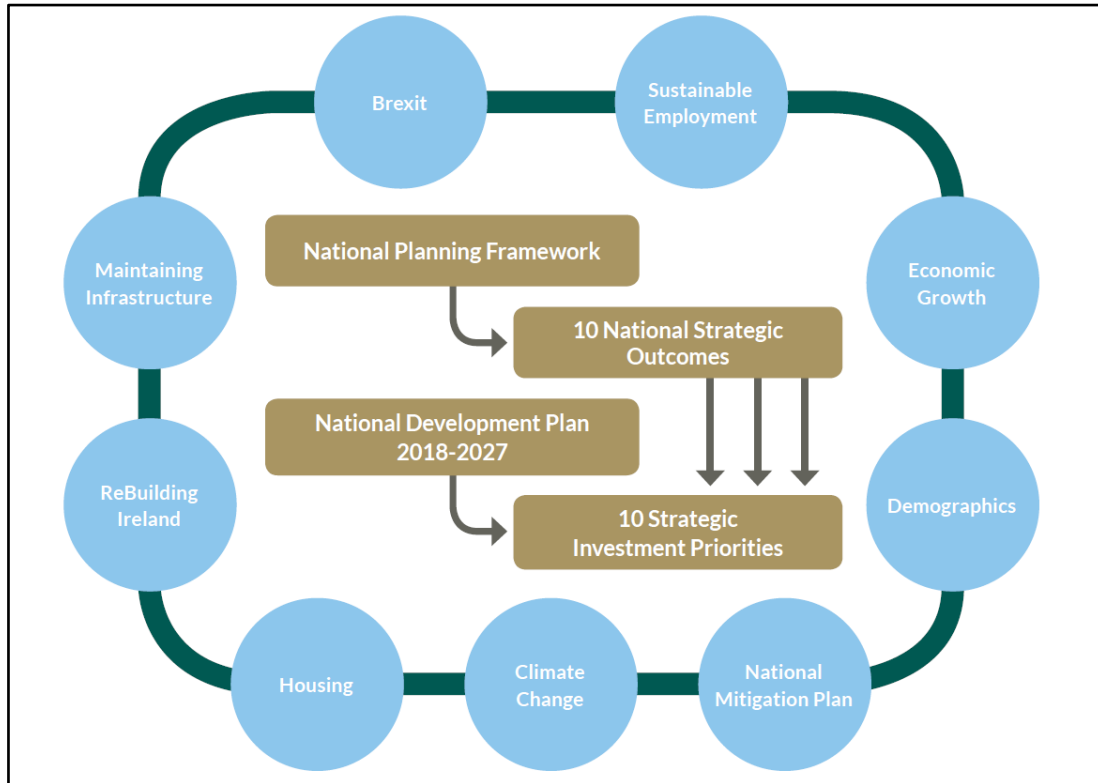 Brexit
Sustainable
Employment
Maintaining
Infrastructure
National Planning Framework
Economic
Growth
10 National Strategic
Outcomes
National Development Plan
2018-2027
ReBuilding
Ireland
Demographics
10 Strategic
Investment Priorities
Housing
Climate
Change
National
Mitigation Plan